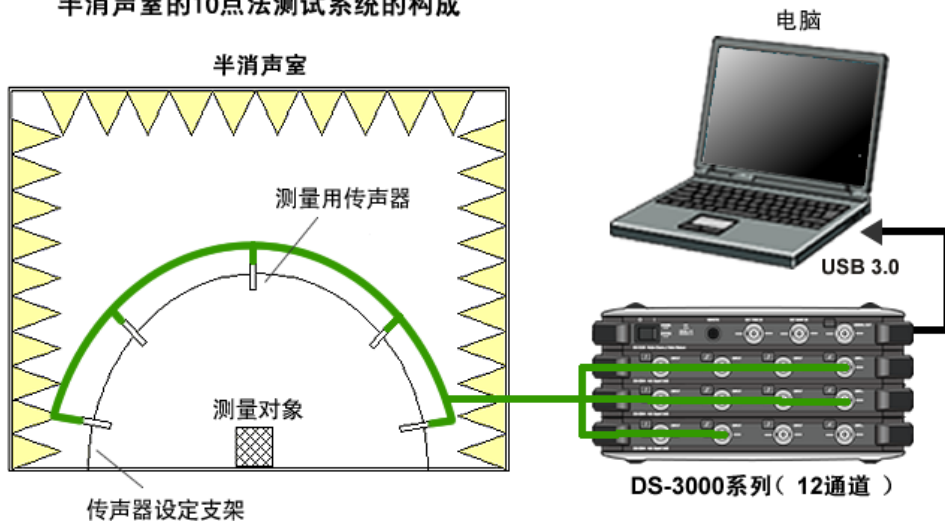 半消声室的10点法测试系统的构成
电脑
半消声室
测量用传声器
USB 3.0
测量对象
DS-3000系列（ 12通道 ）
传声器设定支架